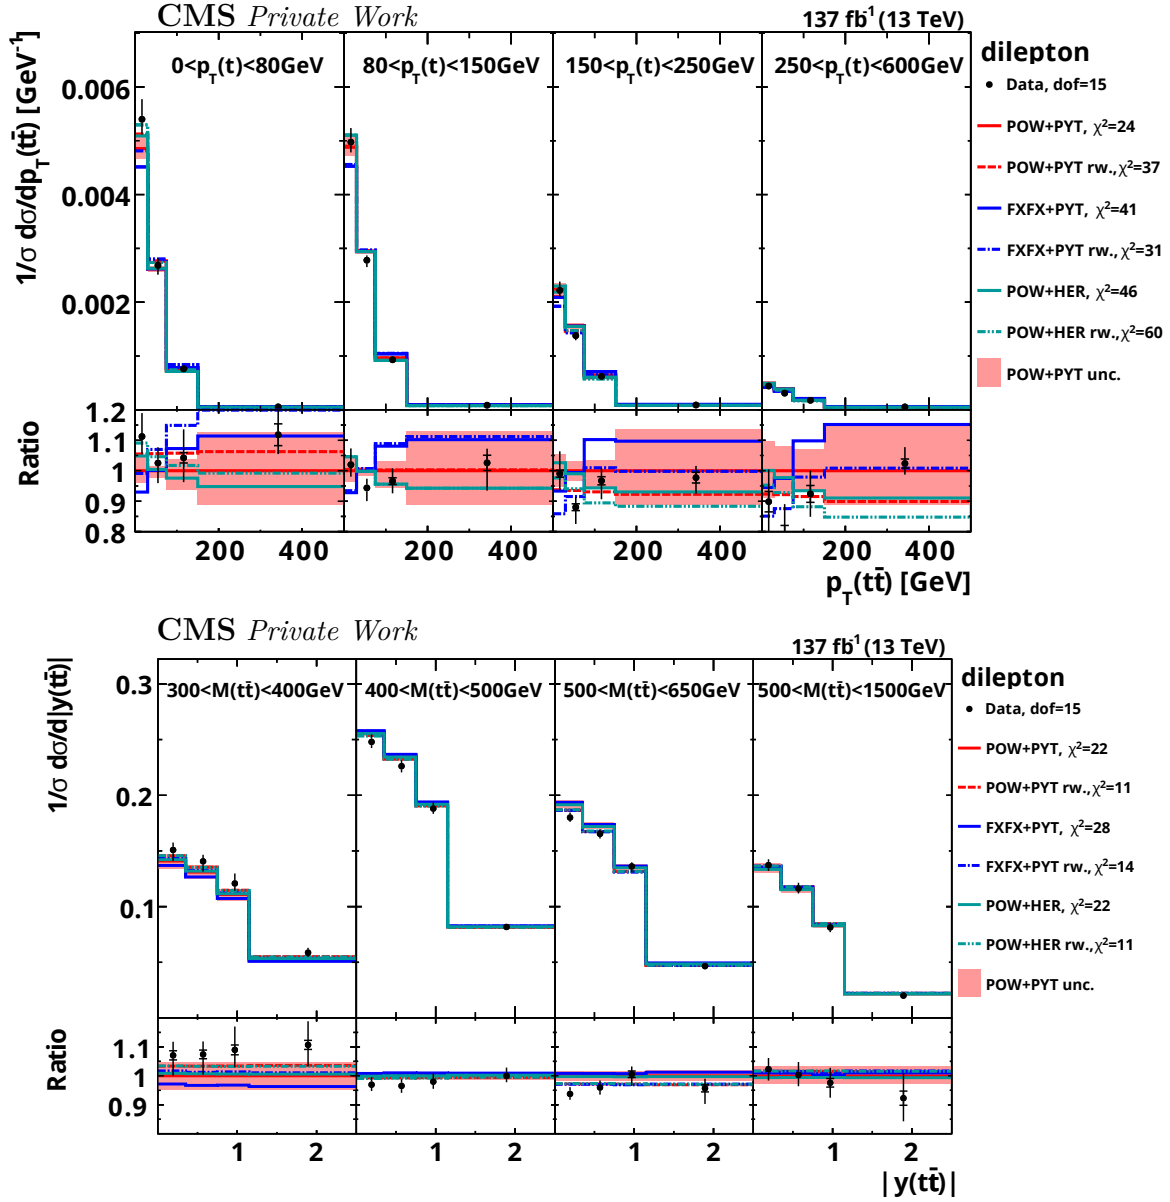 CMS Private Work
137 fb⁻¹ (13 TeV)
1/σ dσ/dp_T(tt̄) [GeV⁻¹]
0<p_T(t)<80GeV
80<p_T(t)<150GeV
150<p_T(t)<250GeV
250<p_T(t)<600GeV
0.006
0.004
0.002
dilepton
Data, dof=15
POW+PYT, χ²=24
POW+PYT rw.,χ²=37
FXFX+PYT, χ²=41
FXFX+PYT rw.,χ²=31
POW+HER, χ²=46
POW+HER rw.,χ²=60
POW+PYT unc.
Ratio
1.2
1.1
1
0.9
0.8
200 400 200 400 200 400 200 400
p_T(tt̄) [GeV]
CMS Private Work
137 fb⁻¹ (13 TeV)
1/σ dσ/d|y(tt̄)|
300<M(tt̄)<400GeV
400<M(tt̄)<500GeV
500<M(tt̄)<650GeV
500<M(tt̄)<1500GeV
0.3
0.2
0.1
dilepton
Data, dof=15
POW+PYT, χ²=22
POW+PYT rw.,χ²=11
FXFX+PYT, χ²=28
FXFX+PYT rw.,χ²=14
POW+HER, χ²=22
POW+HER rw.,χ²=11
POW+PYT unc.
Ratio
1.1
1
0.9
1 2 1 2 1 2 1 2
|y(tt̄)|